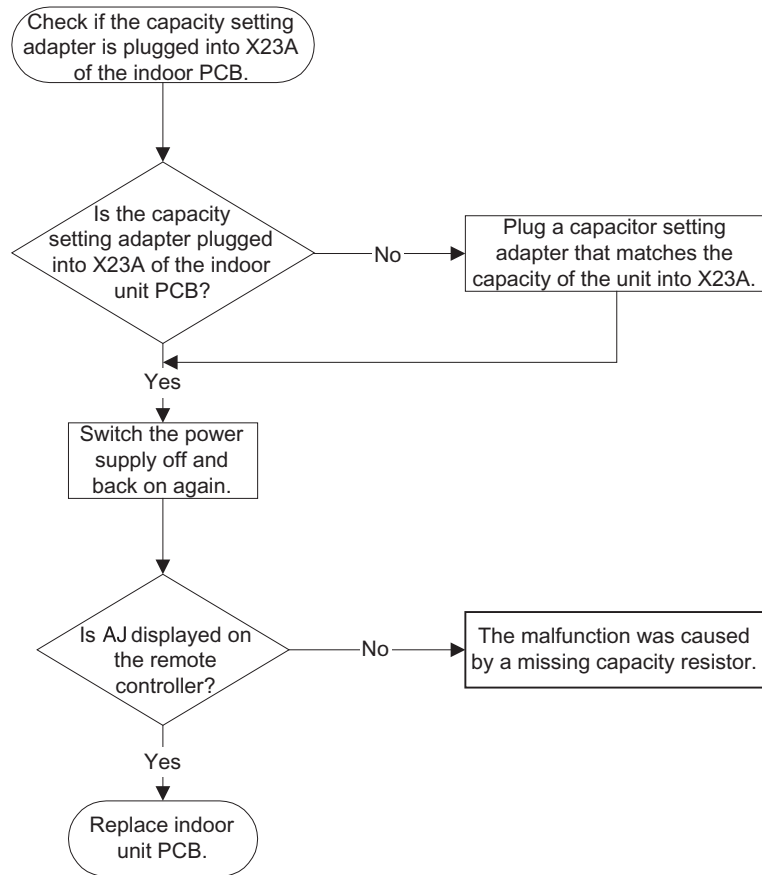 Check if the capacity setting
adapter is plugged into X23A
of the indoor PCB.
Is the capacity
setting adapter plugged
into X23A of the indoor
unit PCB?
No
Plug a capacitor setting
adapter that matches the
capacity of the unit into X23A.
Yes
Switch the power
supply off and
back on again.
Is AJ displayed on
the remote
controller?
No
The malfunction was caused
by a missing capacity resistor.
Yes
Replace indoor
unit PCB.